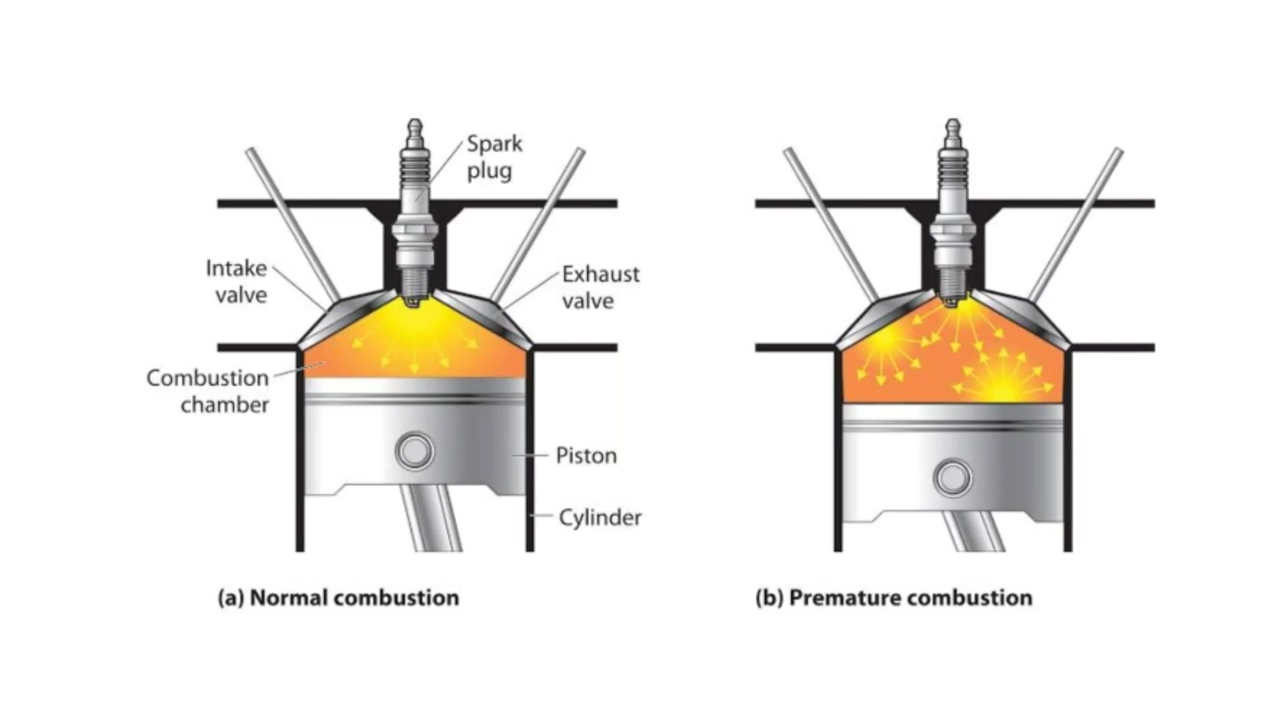 Spark
plug
Intake
valve
Exhaust
valve
Combustion
chamber
Piston
Cylinder
(a) Normal combustion
(b) Premature combustion